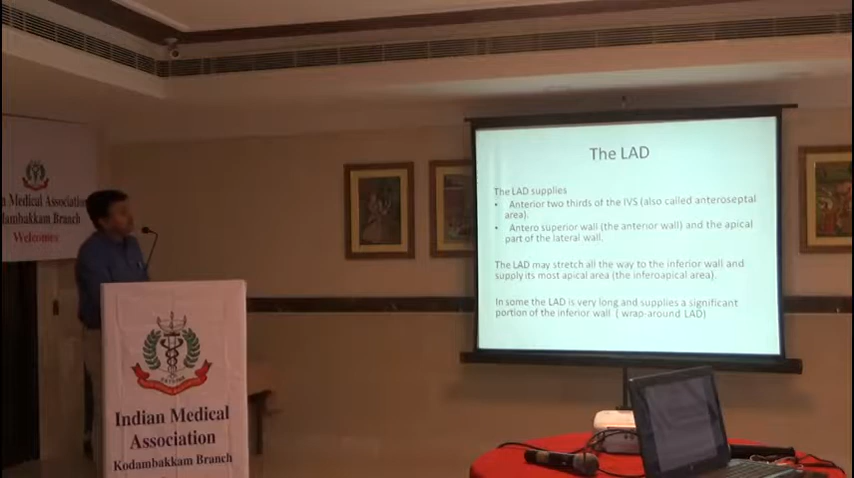 n Medical Association
dambakkam Branch
Welcomes
The LAD
The LAD supplies
• Anterior two thirds of the IVS (also called anteroseptal
area).
• Antero superior wall (the anterior wall) and the apical
part of the lateral wall.
The LAD may stretch all the way to the inferior wall and
supply its most apical area (the inferoapical area).
In some the LAD is very long and supplies a significant
portion of the inferior wall ( wrap-around LAD)
Indian Medical
Association
Kodambakkam Branch